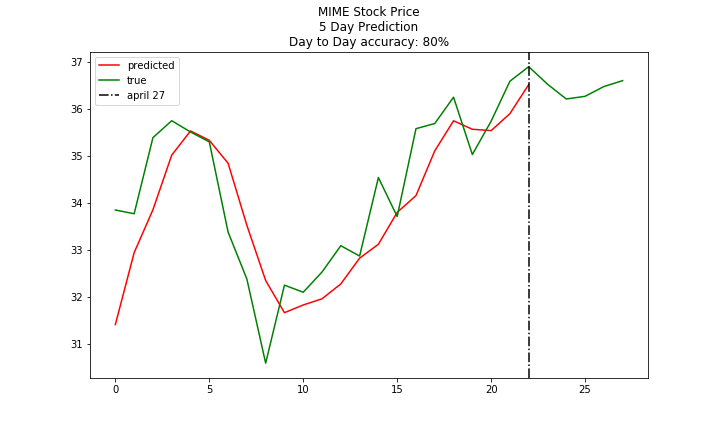 MIME Stock Price
5 Day Prediction
Day to Day accuracy: 80%
predicted
true
april 27
37
36
35
34
33
32
31
0 5 10 15 20 25